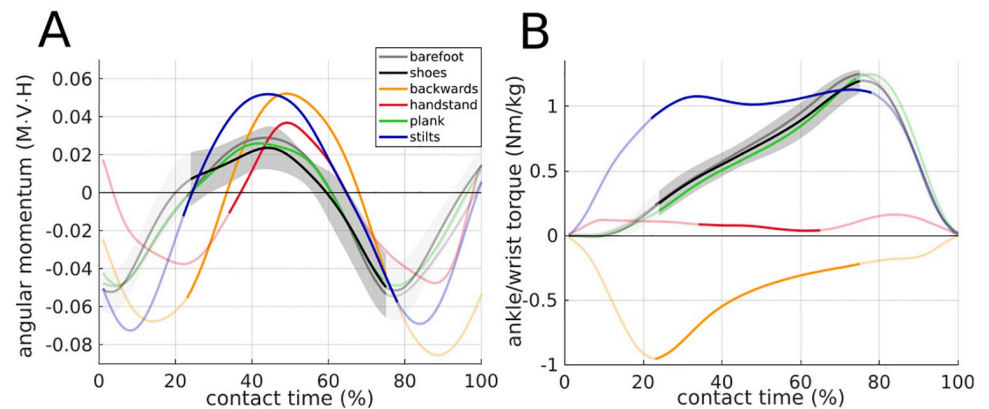 A
angular momentum (M·V·H)
0.06
0.04
0.02
0
-0.02
-0.04
-0.06
-0.08
barefoot
shoes
backwards
handstand
plank
stilts
0 20 40 60 80 100
contact time (%)
B
ankle/wrist torque (Nm/kg)
1
0.5
0
-0.5
-1
0 20 40 60 80 100
contact time (%)